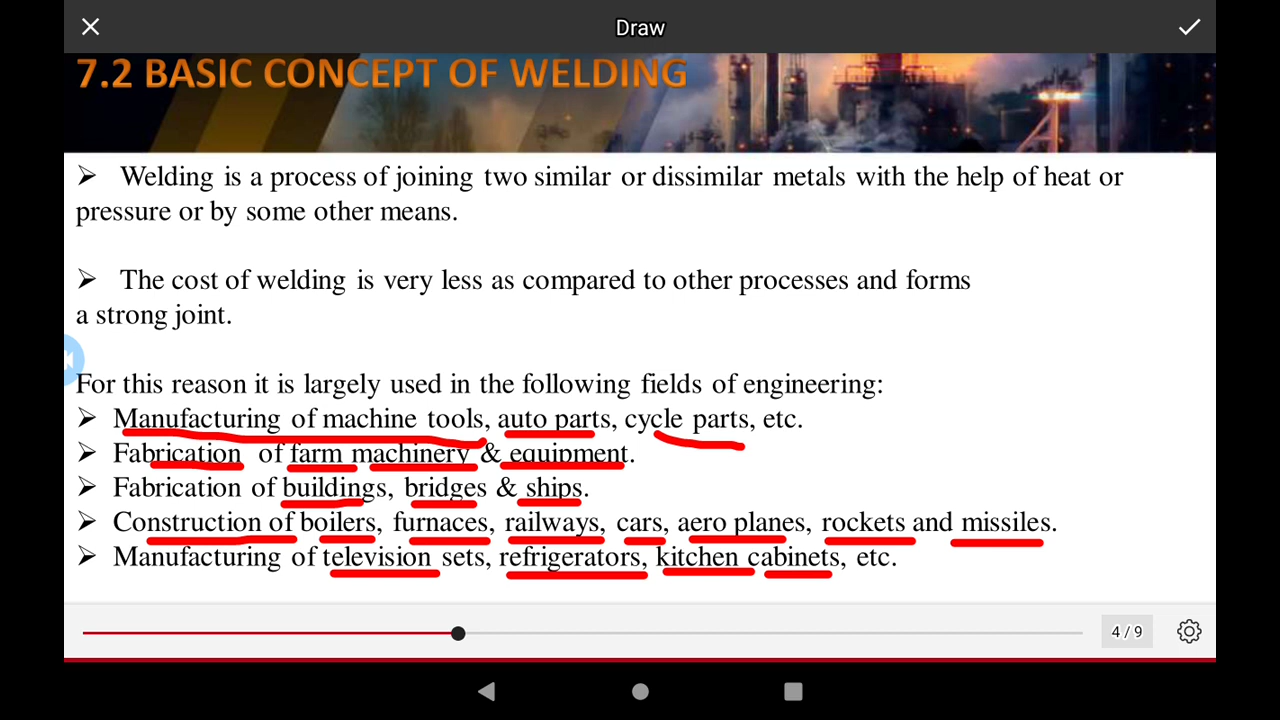 Draw
7.2 BASIC CONCEPT OF WELDING
➢ Welding is a process of joining two similar or dissimilar metals with the help of heat or
pressure or by some other means.
➢ The cost of welding is very less as compared to other processes and forms
a strong joint.
For this reason it is largely used in the following fields of engineering:
➢ Manufacturing of machine tools, auto parts, cycle parts, etc.
➢ Fabrication of farm machinery & equipment.
➢ Fabrication of buildings, bridges & ships.
➢ Construction of boilers, furnaces, railways, cars, aero planes, rockets and missiles.
➢ Manufacturing of television sets, refrigerators, kitchen cabinets, etc.
4 / 9